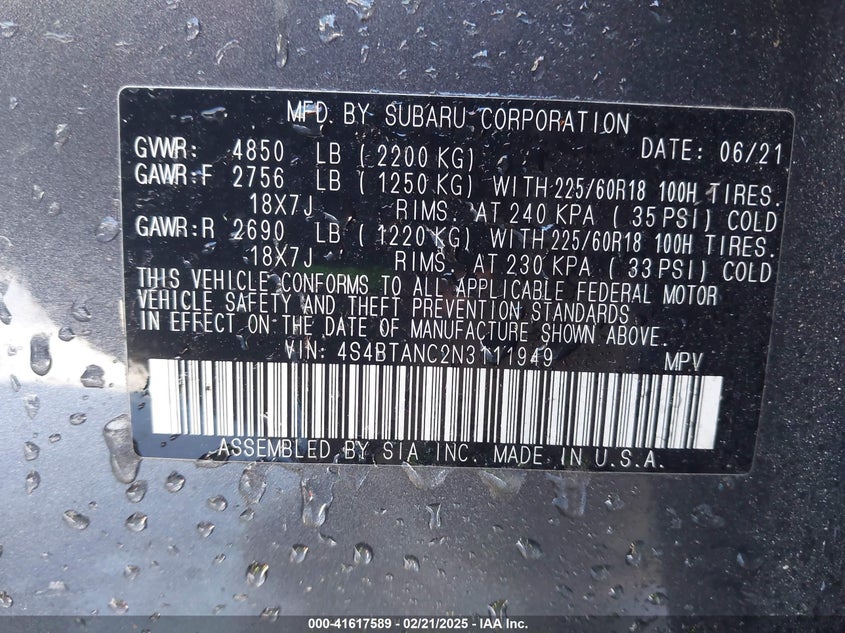 MFD. BY SUBARU CORPORATION
GVWR: 4850 LB ( 2200 KG) DATE: 06/21
GAWR:F 2756 LB ( 1250 KG) WITH 225/60R18 100H TIRES.
18X7J RIMS. AT 240 KPA ( 35 PSI) COLD
GAWR:R 2690 LB ( 1220 KG) WITH 225/60R18 100H TIRES.
18X7J RIMS. AT 230 KPA ( 33 PSI) COLD
THIS VEHICLE CONFORMS TO ALL APPLICABLE FEDERAL MOTOR
VEHICLE SAFETY AND THEFT PREVENTION STANDARDS
IN EFFECT ON THE DATE OF MANUFACTURE SHOWN ABOVE.
VIN: 4S4BTANC2N3111949 MPV
ASSEMBLED BY SIA INC. MADE IN U.S.A.
000-41617589 - 02/21/2025 - IAA Inc.